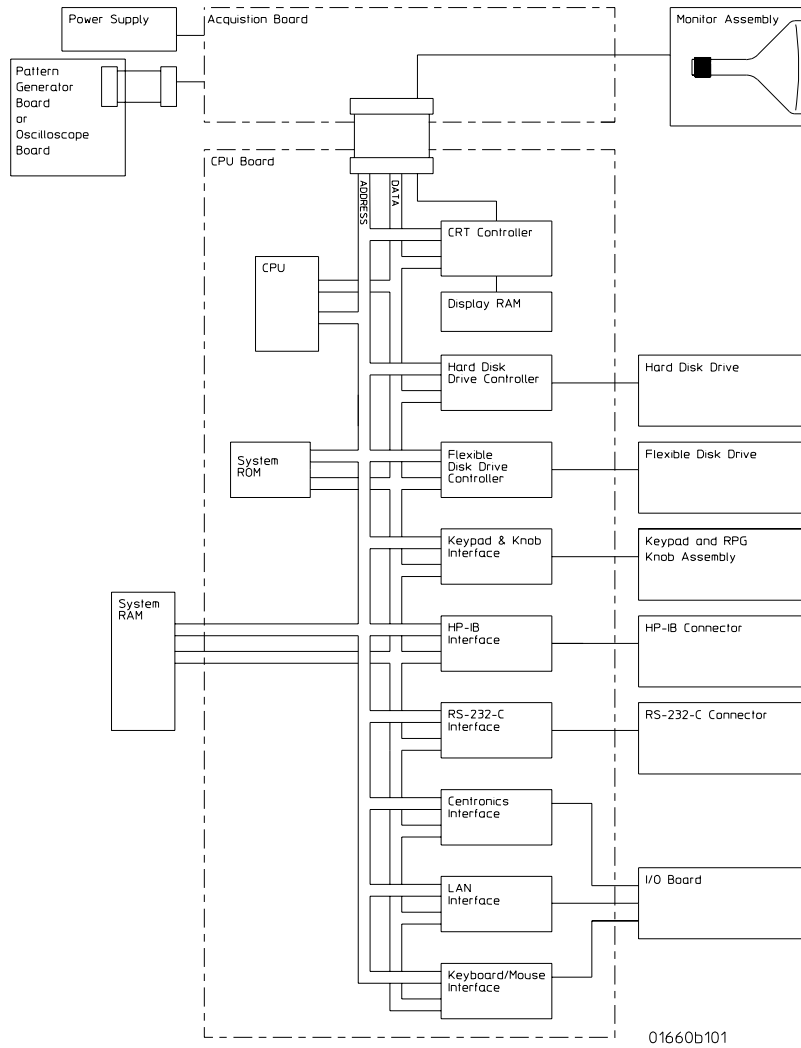 Power Supply
Acquistion Board
Monitor Assembly
Pattern
Generator
Board
or
Oscilloscope
Board
CPU Board
ADDRESS
DATA
CRT Controller
CPU
Display RAM
Hard Disk
Drive Controller
Hard Disk Drive
System
ROM
Flexible
Disk Drive
Controller
Flexible Disk Drive
Keypad & Knob
Interface
Keypad and RPG
Knob Assembly
System
RAM
HP-IB
Interface
HP-IB Connector
RS-232-C
Interface
RS-232-C Connector
Centronics
Interface
I/O Board
LAN
Interface
Keyboard/Mouse
Interface
01660b101